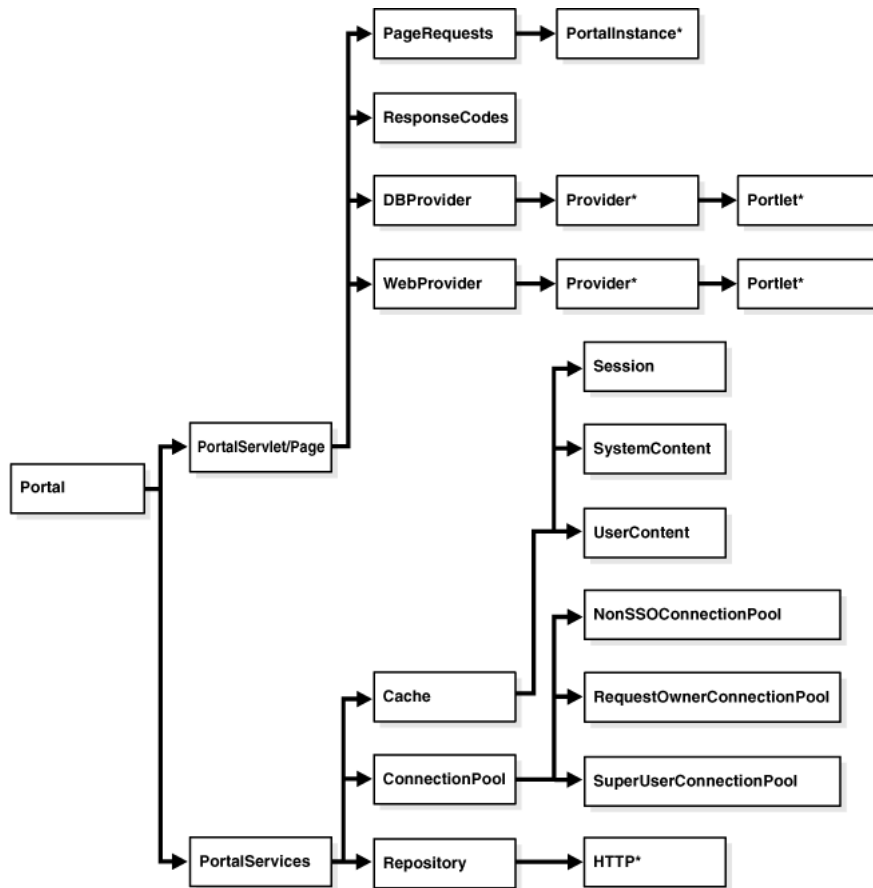 PageRequests
PortalInstance*
ResponseCodes
DBProvider
Provider*
Portlet*
WebProvider
Provider*
Portlet*
Session
PortalServlet/Page
SystemContent
Portal
UserContent
NonSSOConnectionPool
Cache
RequestOwnerConnectionPool
ConnectionPool
SuperUserConnectionPool
PortalServices
Repository
HTTP*